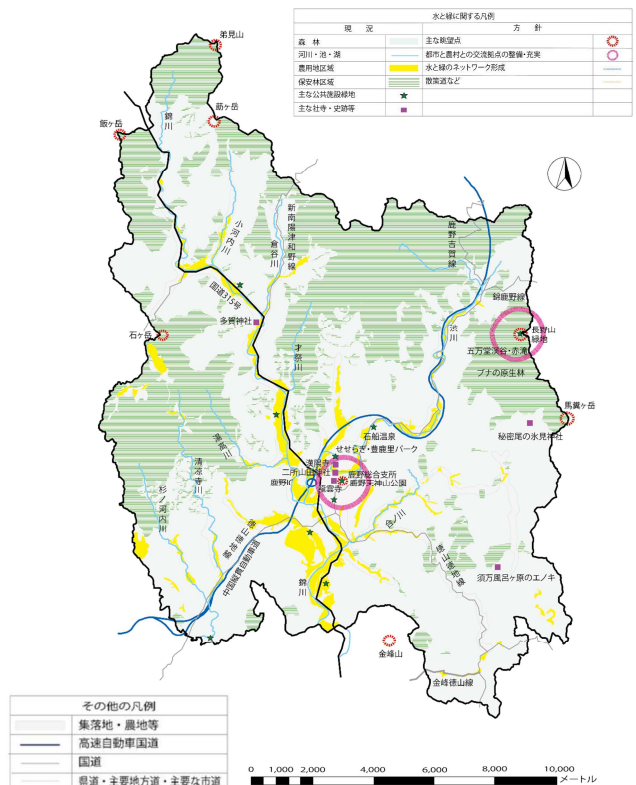 水と緑に関する凡例
現　況
方　針
森　林
主な眺望点
河川・池・湖
都市と農村との交流拠点の整備・充実
農用地区域
水と緑のネットワーク形成
保安林区域
散策道など
主な公共施設緑地
主な社寺・史跡等
弟見山
莇ヶ岳
飯ヶ岳
錦川
新南陽津和野線
小河内川
倉谷川
鹿野吉賀線
国道315号
錦鹿野線
長野山緑地
多賀神社
石ヶ岳
才奈川
渋川
五万堂渓谷・赤滝
ブナの原生林
馬糞ヶ岳
石船温泉
秘密尾の氷見神社
せせらぎ・豊鹿里パーク
漢陽寺
二所山田神社
鹿野総合支所
鹿野IC
鹿野天神山公園
龍雲寺
清涼寺川
杉ノ河内川
中国縦貫自動車道
徳山徳地線
須万風呂ヶ原のエノキ
錦川
金峰山
金峰徳山線
その他の凡例
集落地・農地等
高速自動車国道
国道
県道・主要地方道・主要な市道
0 1,000 2,000 4,000 6,000 8,000 10,000
メートル